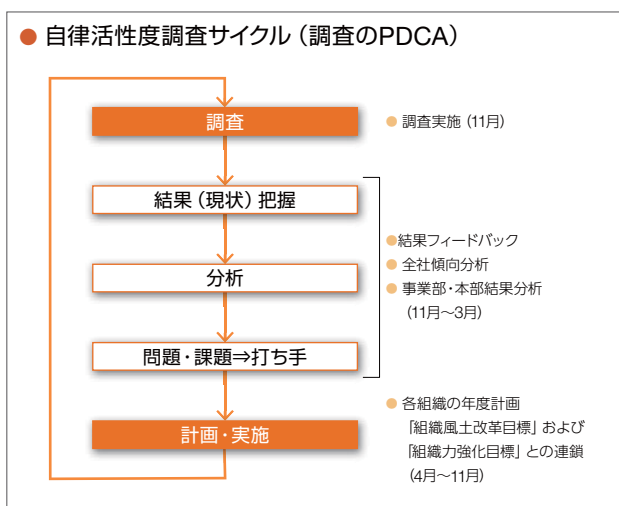 ● 自律活性度調査サイクル（調査のPDCA）
調査
● 調査実施（11月）
結果（現状）把握
分析
問題・課題⇒打ち手
●結果フィードバック
● 全社傾向分析
● 事業部・本部結果分析
（11月～3月）
計画・実施
● 各組織の年度計画
「組織風土改革目標」および
「組織力強化目標」との連鎖
（4月～11月）